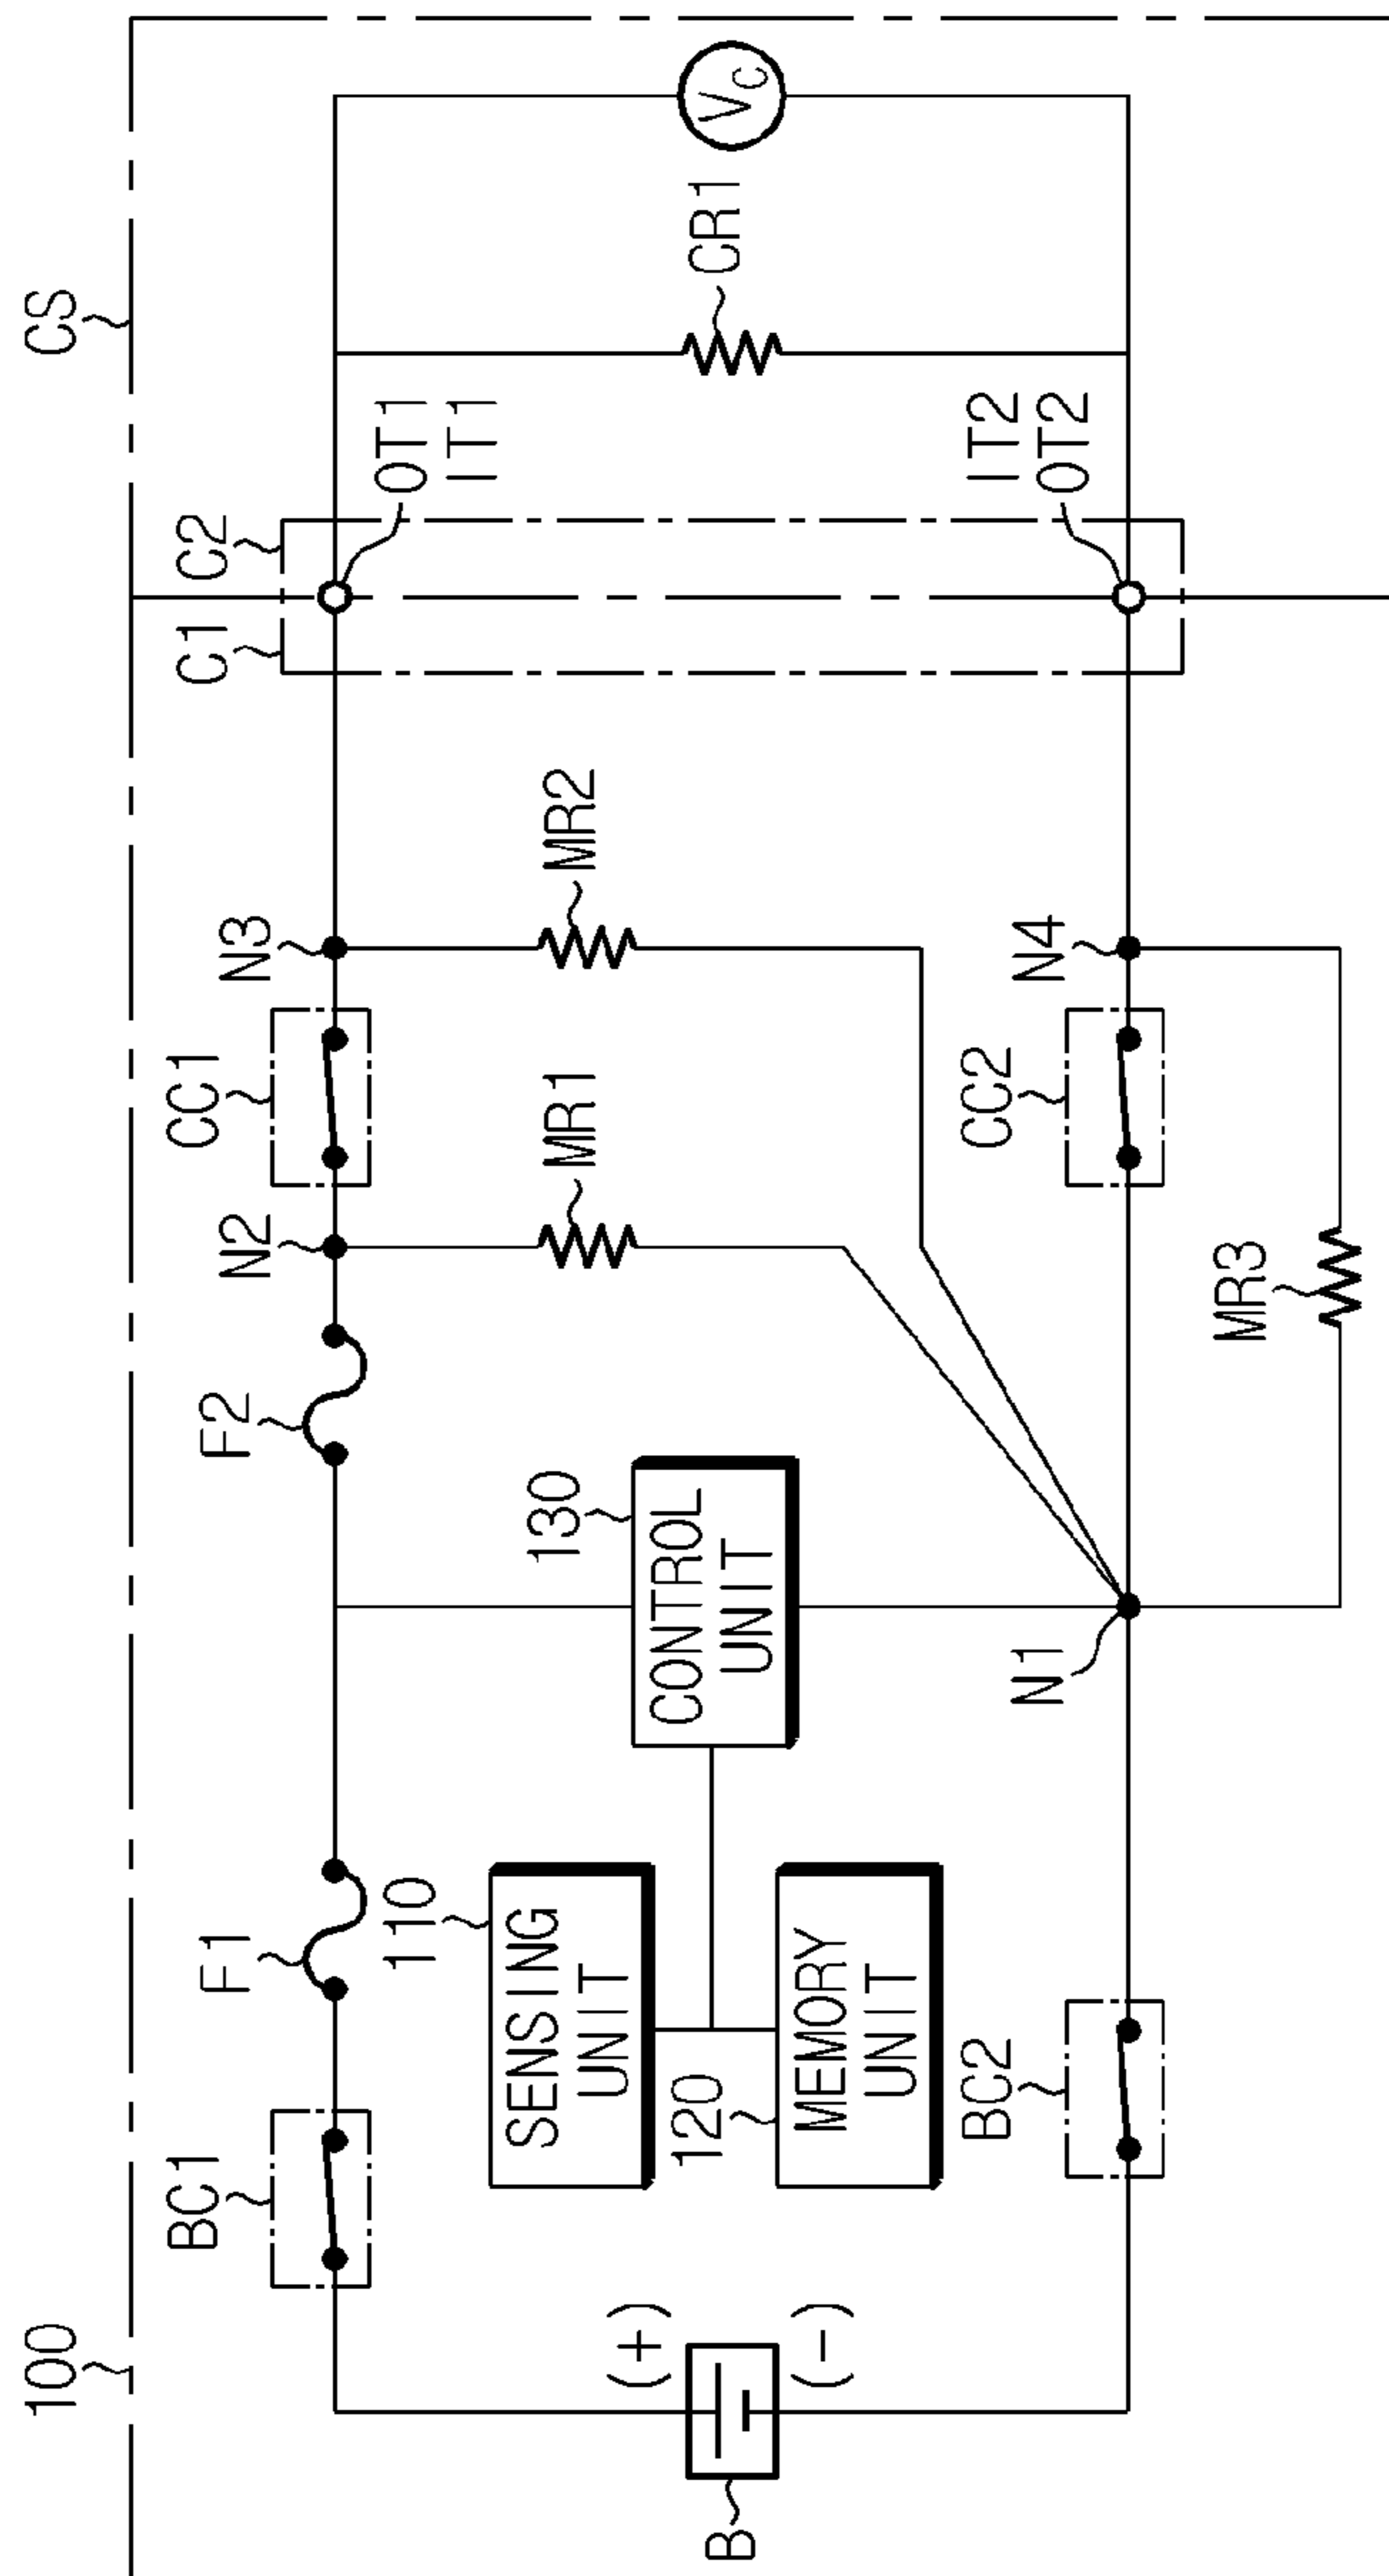 100
CS
BC1
F1
F2
N2
CC1
N3
C1
C2
OT1
IT1
110
SENSING
UNIT
130
CONTROL
UNIT
MR1
MR2
CR1
VC
(+)
B
(-)
120
MEMORY
UNIT
BC2
N1
CC2
N4
IT2
OT2
MR3